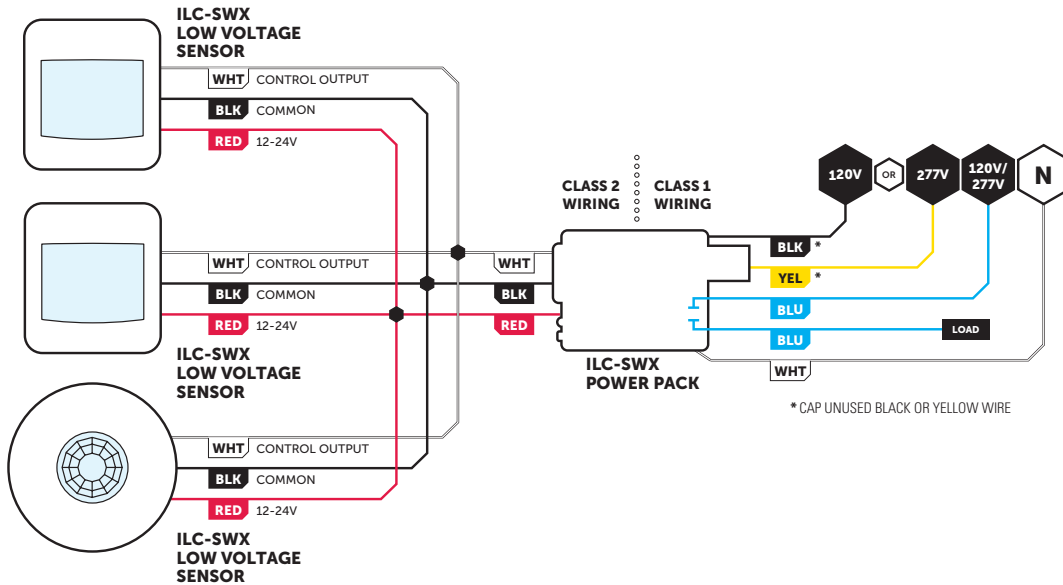 ILC-SWX
LOW VOLTAGE
SENSOR
WHT CONTROL OUTPUT
BLK COMMON
RED 12-24V
WHT CONTROL OUTPUT
BLK COMMON
RED 12-24V
ILC-SWX
LOW VOLTAGE
SENSOR
WHT CONTROL OUTPUT
BLK COMMON
RED 12-24V
ILC-SWX
LOW VOLTAGE
SENSOR
WHT
BLK
RED
CLASS 2
WIRING
CLASS 1
WIRING
ILC-SWX
POWER PACK
120V
OR
277V
120V/
277V
N
BLK *
YEL *
BLU
BLU
LOAD
WHT
* CAP UNUSED BLACK OR YELLOW WIRE